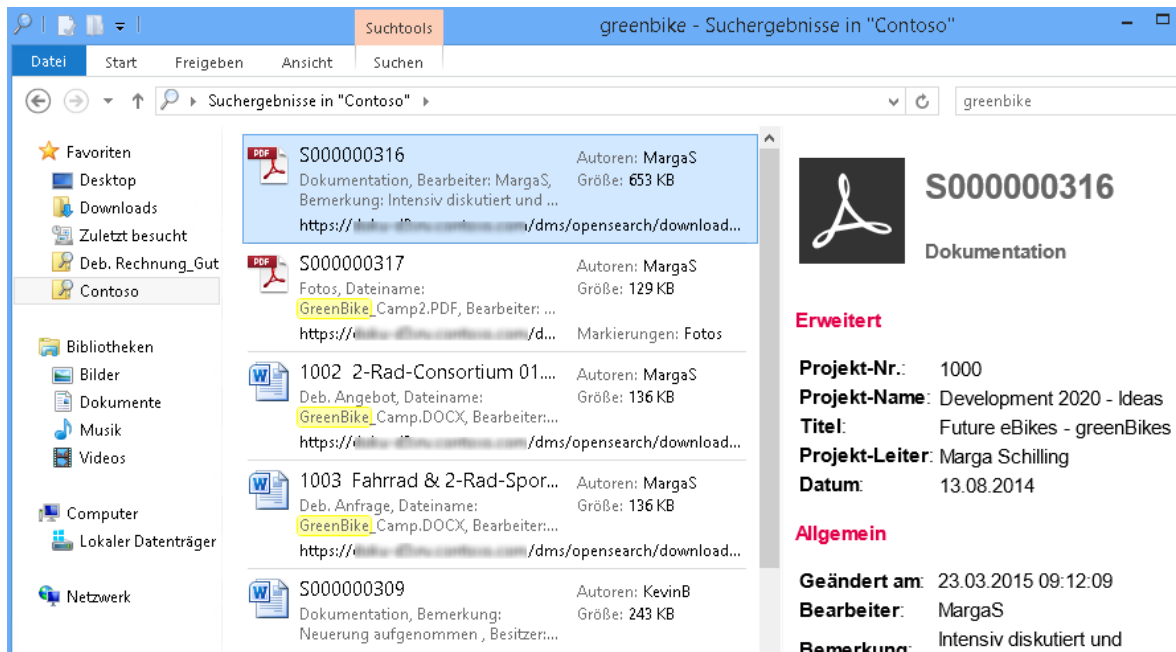 Suchtools
greenbike - Suchergebnisse in "Contoso"
Datei Start Freigeben Ansicht Suchen
Suchergebnisse in "Contoso"
greenbike
Favoriten
Desktop
Downloads
Zuletzt besucht
Deb. Rechnung_Gut
Contoso
Bibliotheken
Bilder
Dokumente
Musik
Videos
Computer
Lokaler Datenträger
Netzwerk
PDF
S000000316
Autoren: MargaS
Dokumentation, Bearbeiter: MargaS,
Größe: 653 KB
Bemerkung: Intensiv diskutiert und ...
https:// /dms/opensearch/download...
PDF
S000000317
Autoren: MargaS
Fotos, Dateiname:
Größe: 129 KB
GreenBike_Camp2.PDF, Bearbeiter: ...
https:// /d...
Markierungen: Fotos
1002 2-Rad-Consortium 01....
Autoren: MargaS
Deb. Angebot, Dateiname:
Größe: 136 KB
GreenBike_Camp.DOCX, Bearbeiter:...
https:// /dms/opensearch/download...
1003 Fahrrad & 2-Rad-Spor...
Autoren: MargaS
Deb. Anfrage, Dateiname:
Größe: 136 KB
GreenBike_Camp.DOCX, Bearbeiter:...
https:// /dms/opensearch/download...
S000000309
Autoren: KevinB
Dokumentation, Bemerkung:
Größe: 243 KB
Neuerung aufgenommen , Besitzer:...
S000000316
Dokumentation
Erweitert
Projekt-Nr.: 1000
Projekt-Name: Development 2020 - Ideas
Titel: Future eBikes - greenBikes
Projekt-Leiter: Marga Schilling
Datum: 13.08.2014
Allgemein
Geändert am: 23.03.2015 09:12:09
Bearbeiter: MargaS
Bemerkung: Intensiv diskutiert und